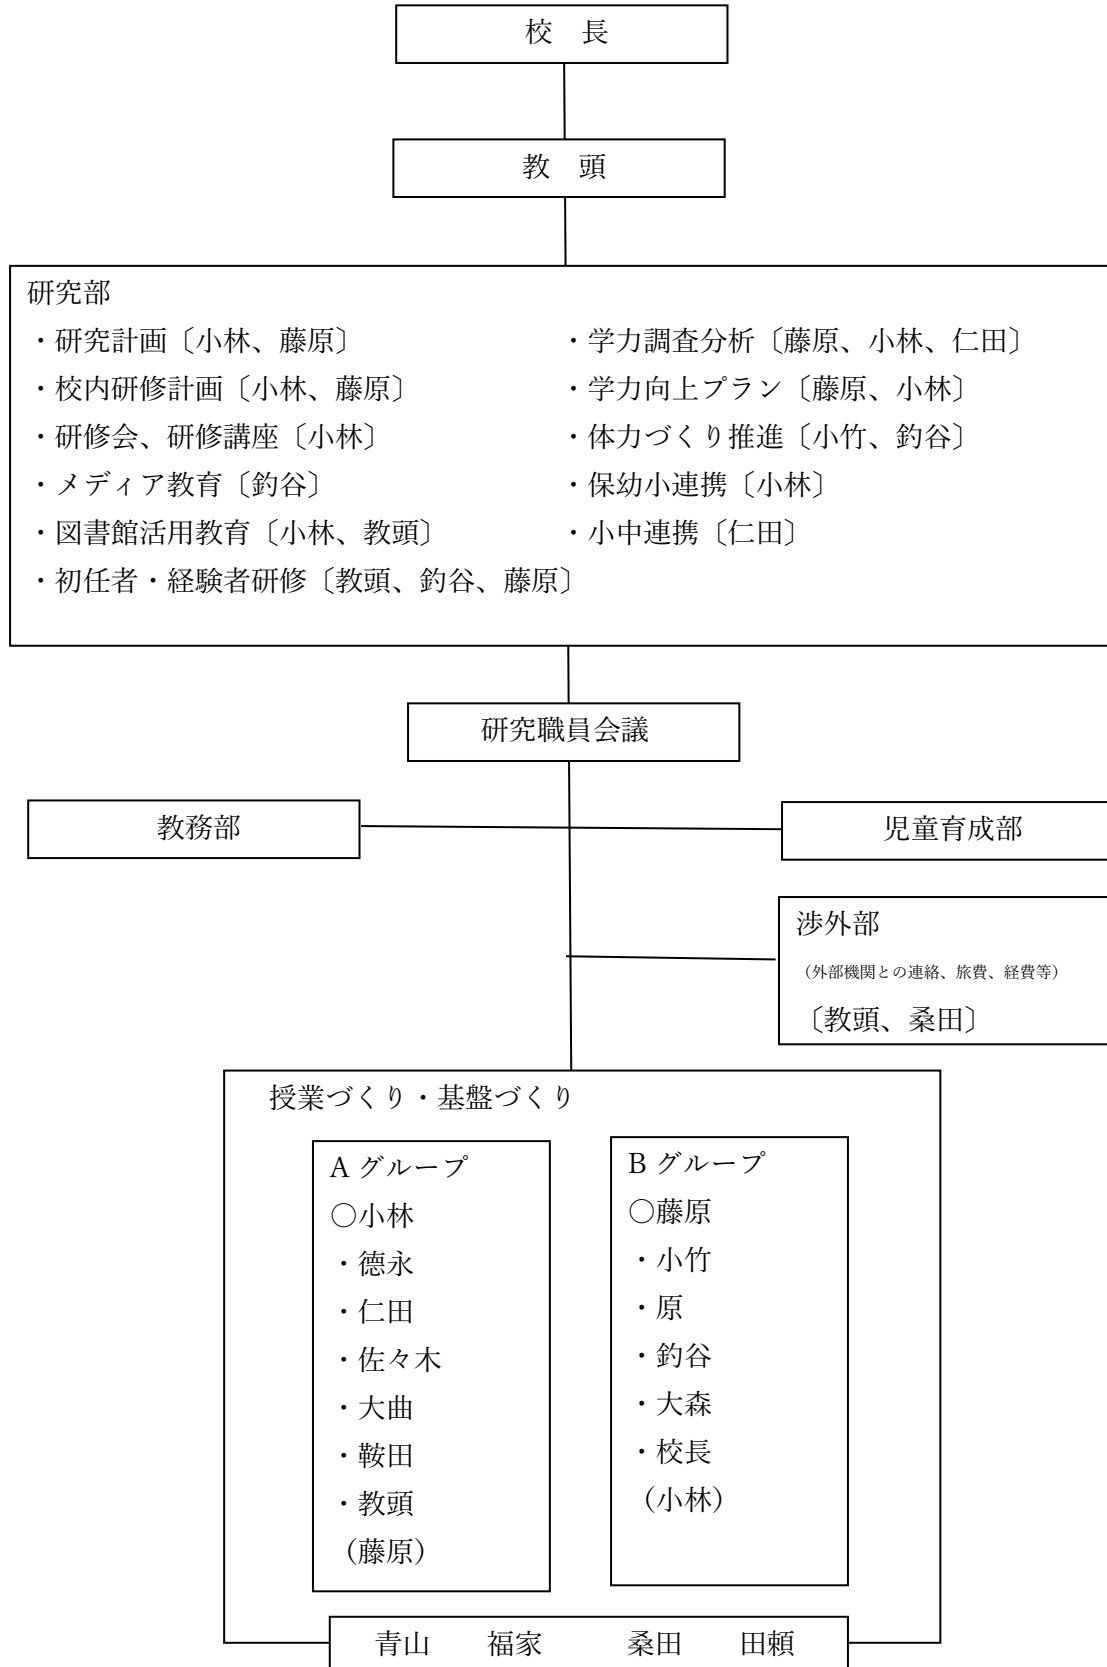 校　長
教　頭
研究部
・研究計画〔小林、藤原〕
・校内研修計画〔小林、藤原〕
・研修会、研修講座〔小林〕
・メディア教育〔釣谷〕
・図書館活用教育〔小林、教頭〕
・初任者・経験者研修〔教頭、釣谷、藤原〕
・学力調査分析〔藤原、小林、仁田〕
・学力向上プラン〔藤原、小林〕
・体力づくり推進〔小竹、釣谷〕
・保幼小連携〔小林〕
・小中連携〔仁田〕
研究職員会議
教務部
児童育成部
渉外部
（外部機関との連絡、旅費、経費等）
〔教頭、桑田〕
授業づくり・基盤づくり
A グループ
○小林
・德永
・仁田
・佐々木
・大曲
・鞍田
・教頭
（藤原）
B グループ
○藤原
・小竹
・原
・釣谷
・大森
・校長
（小林）
青山　　福家　　　桑田　　田頼